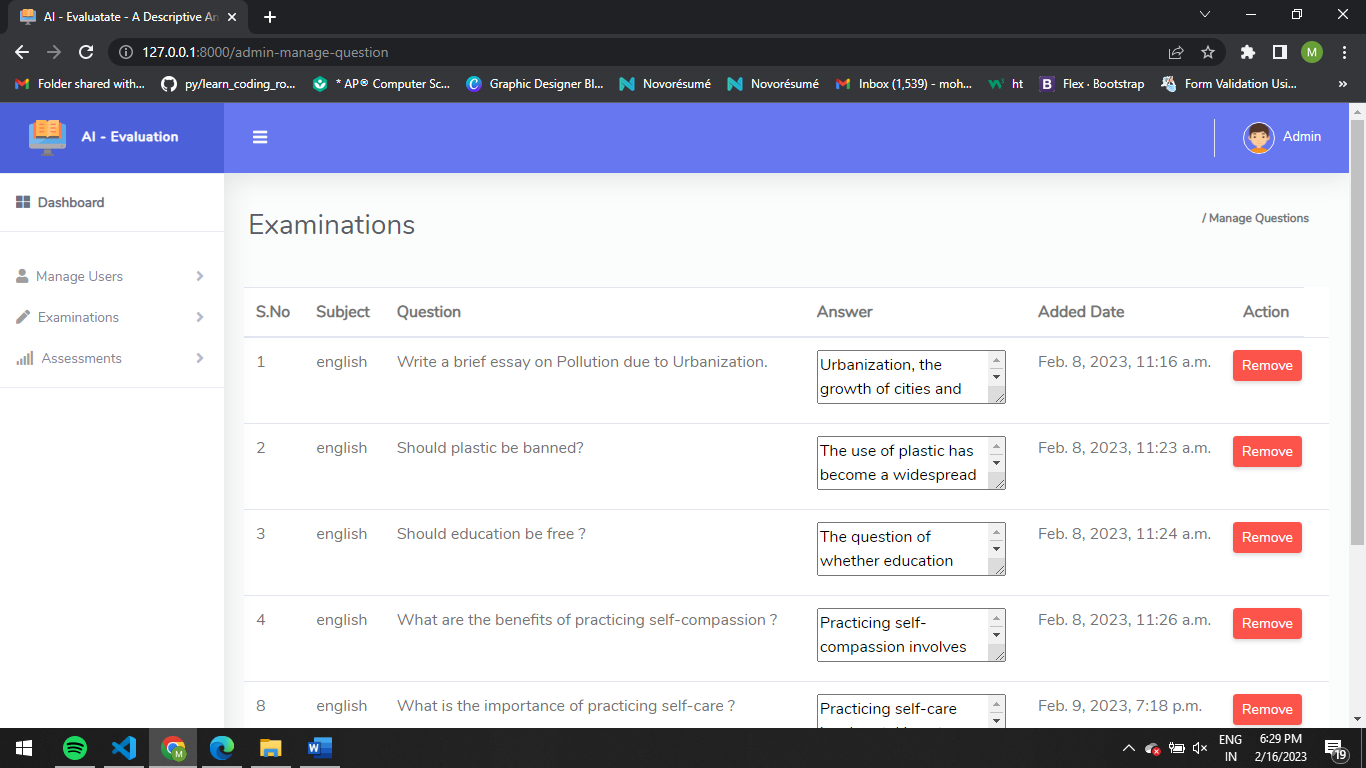 AI - Evaluatate - A Descriptive An
127.0.0.1:8000/admin-manage-question
M
Folder shared with...
py/learn_coding_ro...
* AP® Computer Sc...
Graphic Designer Bl...
Novorésumé
Novorésumé
Inbox (1,539) - moh...
ht
Flex · Bootstrap
Form Validation Usi...
»
AI - Evaluation
Admin
Dashboard
Manage Users
Examinations
Assessments
Examinations
/ Manage Questions
S.No Subject Question Answer Added Date Action
1 english Write a brief essay on Pollution due to Urbanization. Urbanization, the Feb. 8, 2023, 11:16 a.m. Remove
growth of cities and
2 english Should plastic be banned? The use of plastic has Feb. 8, 2023, 11:23 a.m. Remove
become a widespread
3 english Should education be free ? The question of Feb. 8, 2023, 11:24 a.m. Remove
whether education
4 english What are the benefits of practicing self-compassion ? Practicing self- Feb. 8, 2023, 11:26 a.m. Remove
compassion involves
8 english What is the importance of practicing self-care ? Practicing self-care Feb. 9, 2023, 7:18 p.m. Remove
ENG
IN
6:29 PM
2/16/2023
19